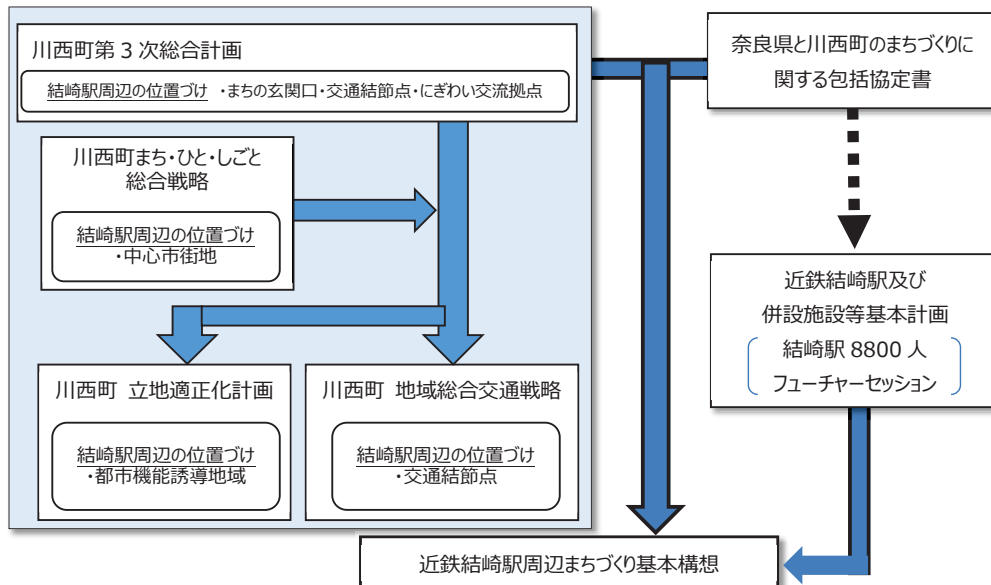 川西町第３次総合計画
結崎駅周辺の位置づけ ・まちの玄関口・交通結節点・にぎわい交流拠点
川西町まち・ひと・しごと
総合戦略
結崎駅周辺の位置づけ
・中心市街地
川西町 立地適正化計画
結崎駅周辺の位置づけ
・都市機能誘導地域
川西町 地域総合交通戦略
結崎駅周辺の位置づけ
・交通結節点
奈良県と川西町のまちづくりに
関する包括協定書
近鉄結崎駅及び
併設施設等基本計画
結崎駅 8800 人
フューチャーセッション
近鉄結崎駅周辺まちづくり基本構想